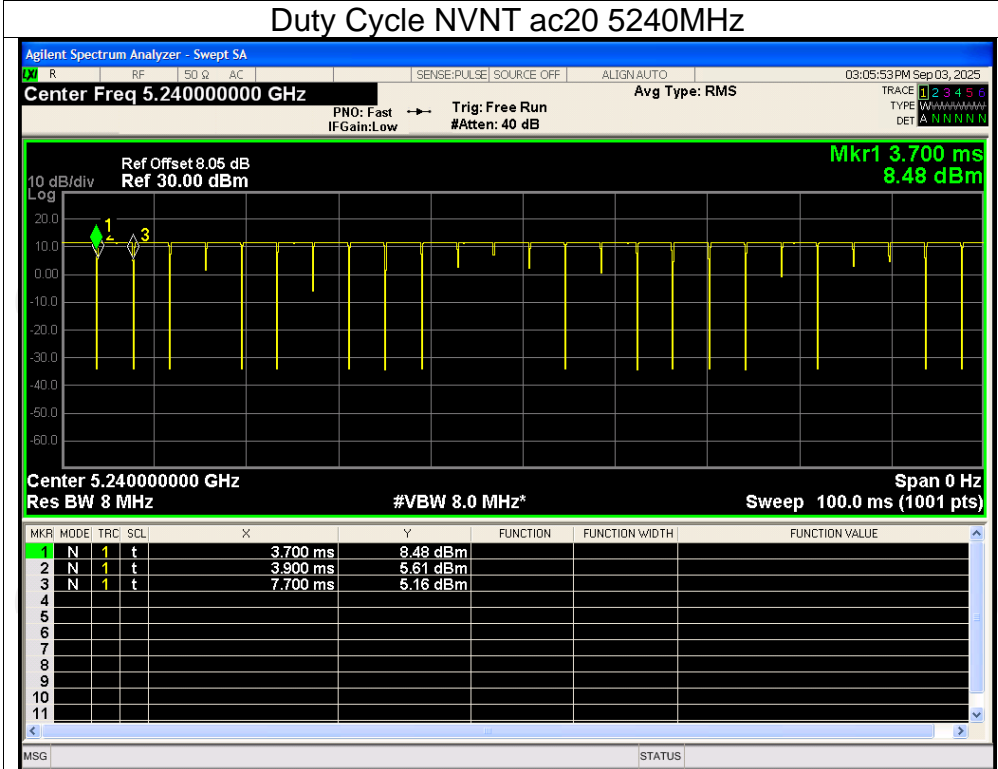 Duty Cycle NVNT ac20 5240MHz
Agilent Spectrum Analyzer - Swept SA
LXI R RF 50 Ω AC SENSE:PULSE SOURCE OFF ALIGN AUTO 03:05:53 PM Sep 03, 2025
Center Freq 5.240000000 GHz Avg Type: RMS TRACE 1 2 3 4 5 6
PNO: Fast Trig: Free Run TYPE W
IFGain:Low #Atten: 40 dB DET A N N N N N
Mkr1 3.700 ms
8.48 dBm
Ref Offset 8.05 dB
10 dB/div Ref 30.00 dBm
Log
20.0
1
2 3
10.0
0.00
-10.0
-20.0
-30.0
-40.0
-50.0
-60.0
Center 5.240000000 GHz Span 0 Hz
Res BW 8 MHz #VBW 8.0 MHz* Sweep 100.0 ms (1001 pts)
MKR MODE TRC SCL X Y FUNCTION FUNCTION WIDTH FUNCTION VALUE
1 N 1 t 3.700 ms 8.48 dBm
2 N 1 t 3.900 ms 5.61 dBm
3 N 1 t 7.700 ms 5.16 dBm
4
5
6
7
8
9
10
11
MSG STATUS